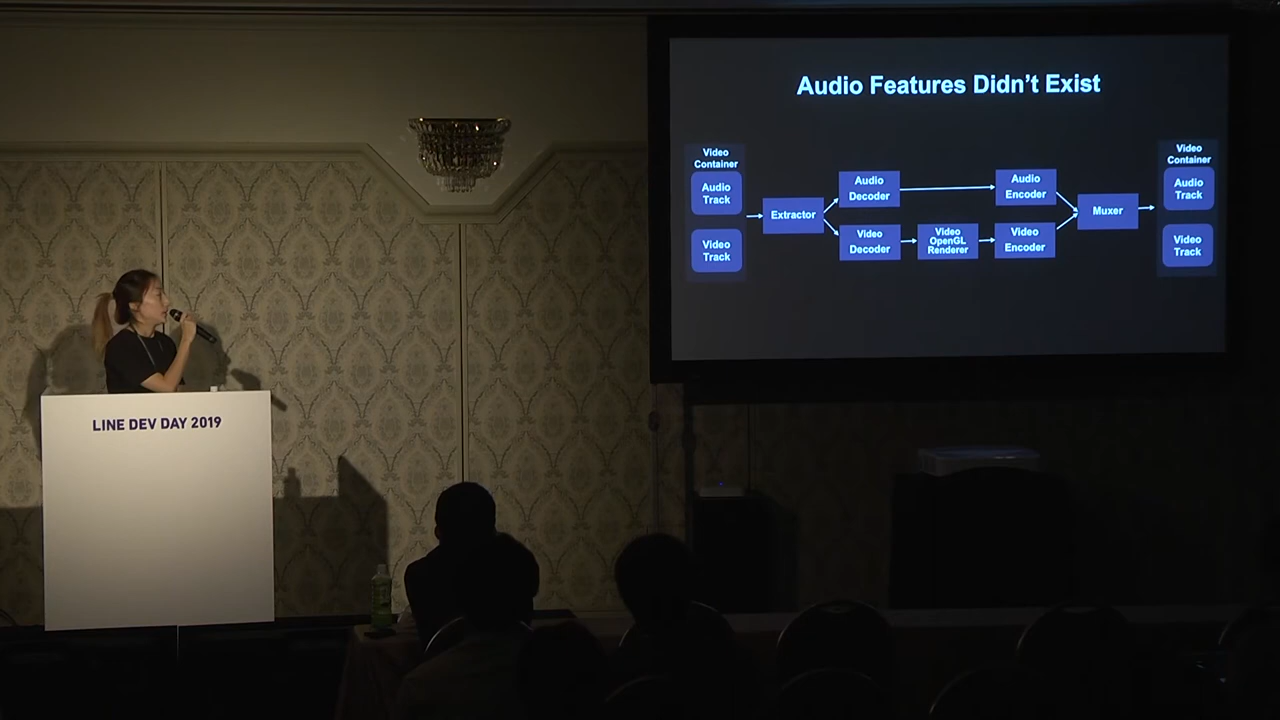 Audio Features Didn't Exist
Video
Container
Audio
Track
Video
Track
Extractor
Audio
Decoder
Video
Decoder
Video
OpenGL
Renderer
Audio
Encoder
Video
Encoder
Muxer
Video
Container
Audio
Track
Video
Track
LINE DEV DAY 2019